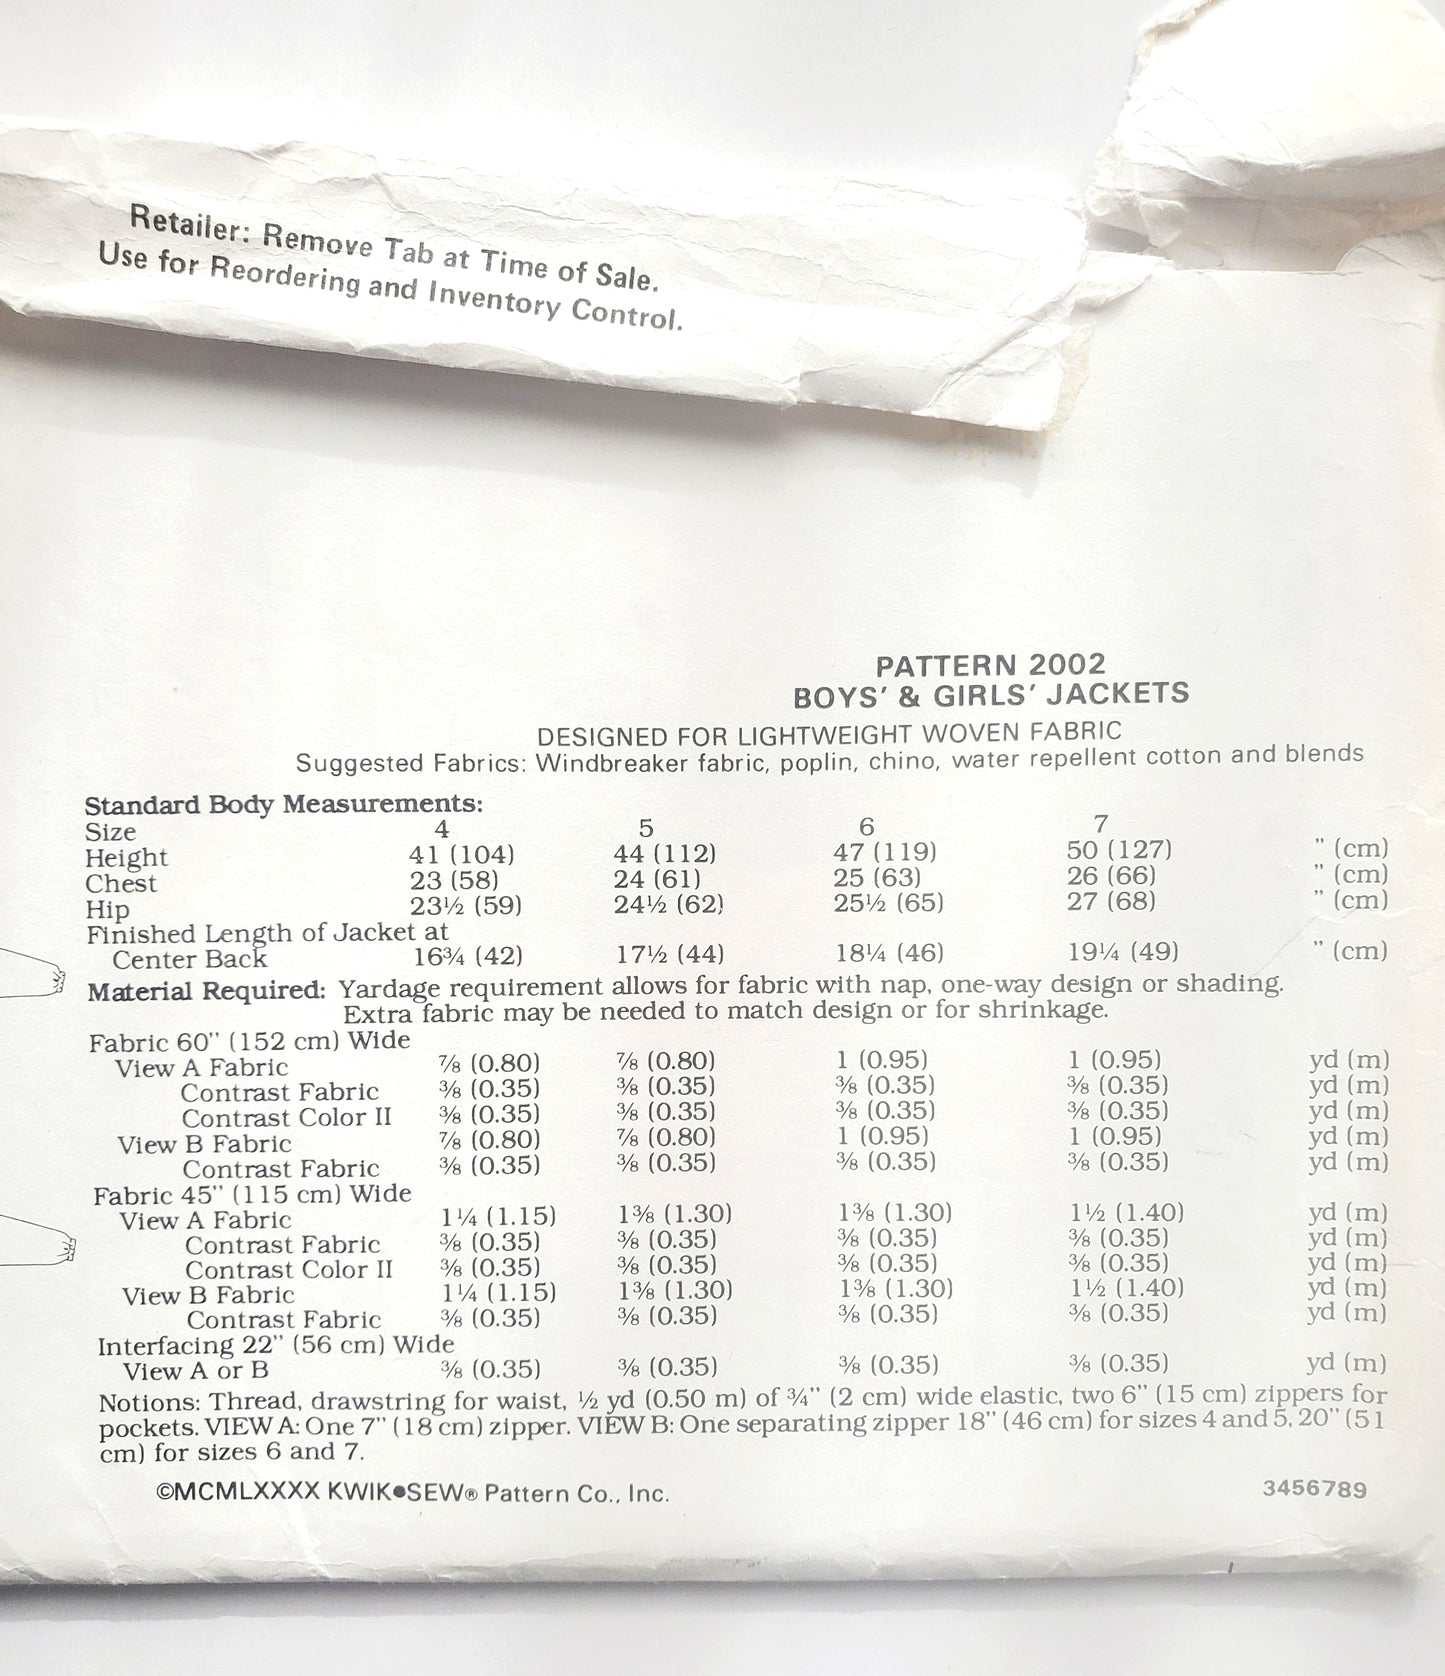 Retailer: Remove Tab at Time of Sale.
Use for Reordering and Inventory Control.
PATTERN 2002
BOYS' & GIRLS' JACKETS
DESIGNED FOR LIGHTWEIGHT WOVEN FABRIC
Suggested Fabrics: Windbreaker fabric, poplin, chino, water repellent cotton and blends
Standard Body Measurements:
Size 4 5 6 7
Height 41 (104) 44 (112) 47 (119) 50 (127) " (cm)
Chest 23 (58) 24 (61) 25 (63) 26 (66) " (cm)
Hip 23½ (59) 24½ (62) 25½ (65) 27 (68) " (cm)
Finished Length of Jacket at
Center Back 16¾ (42) 17½ (44) 18¼ (46) 19¼ (49) " (cm)
Material Required: Yardage requirement allows for fabric with nap, one-way design or shading.
Extra fabric may be needed to match design or for shrinkage.
Fabric 60" (152 cm) Wide
View A Fabric ⅞ (0.80) ⅞ (0.80) 1 (0.95) 1 (0.95) yd (m)
Contrast Fabric ⅜ (0.35) ⅜ (0.35) ⅜ (0.35) ⅜ (0.35) yd (m)
Contrast Color II ⅜ (0.35) ⅜ (0.35) ⅜ (0.35) ⅜ (0.35) yd (m)
View B Fabric ⅞ (0.80) ⅞ (0.80) 1 (0.95) 1 (0.95) yd (m)
Contrast Fabric ⅜ (0.35) ⅜ (0.35) ⅜ (0.35) ⅜ (0.35) yd (m)
Fabric 45" (115 cm) Wide
View A Fabric 1¼ (1.15) 1⅜ (1.30) 1⅜ (1.30) 1½ (1.40) yd (m)
Contrast Fabric ⅜ (0.35) ⅜ (0.35) ⅜ (0.35) ⅜ (0.35) yd (m)
Contrast Color II ⅜ (0.35) ⅜ (0.35) ⅜ (0.35) ⅜ (0.35) yd (m)
View B Fabric 1¼ (1.15) 1⅜ (1.30) 1⅜ (1.30) 1½ (1.40) yd (m)
Contrast Fabric ⅜ (0.35) ⅜ (0.35) ⅜ (0.35) ⅜ (0.35) yd (m)
Interfacing 22" (56 cm) Wide
View A or B ⅜ (0.35) ⅜ (0.35) ⅜ (0.35) ⅜ (0.35) yd (m)
Notions: Thread, drawstring for waist, ½ yd (0.50 m) of ¾" (2 cm) wide elastic, two 6" (15 cm) zippers for
pockets. VIEW A: One 7" (18 cm) zipper. VIEW B: One separating zipper 18" (46 cm) for sizes 4 and 5, 20" (51
cm) for sizes 6 and 7.
©MCMLXXXX KWIK●SEW® Pattern Co., Inc. 3456789